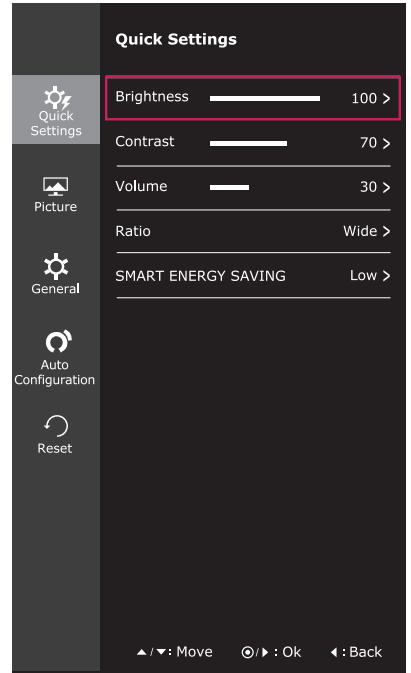 Quick Settings
Quick
Settings
Picture
General
Auto
Configuration
Reset
Brightness 100 >
Contrast 70 >
Volume 30 >
Ratio Wide >
SMART ENERGY SAVING Low >
▲/▼: Move ◉/▶ : Ok ◀ : Back